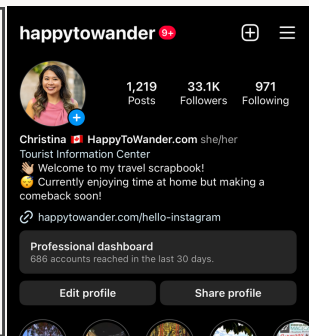 happytowander 9+
1,219 33.1K 971
Posts Followers Following
Christina 🇨🇦 HappyToWander.com she/her
Tourist Information Center
👋🏼 Welcome to my travel scrapbook!
😴 Currently enjoying time at home but making a
comeback soon!
happytowander.com/hello-instagram
Professional dashboard
686 accounts reached in the last 30 days.
Edit profile Share profile